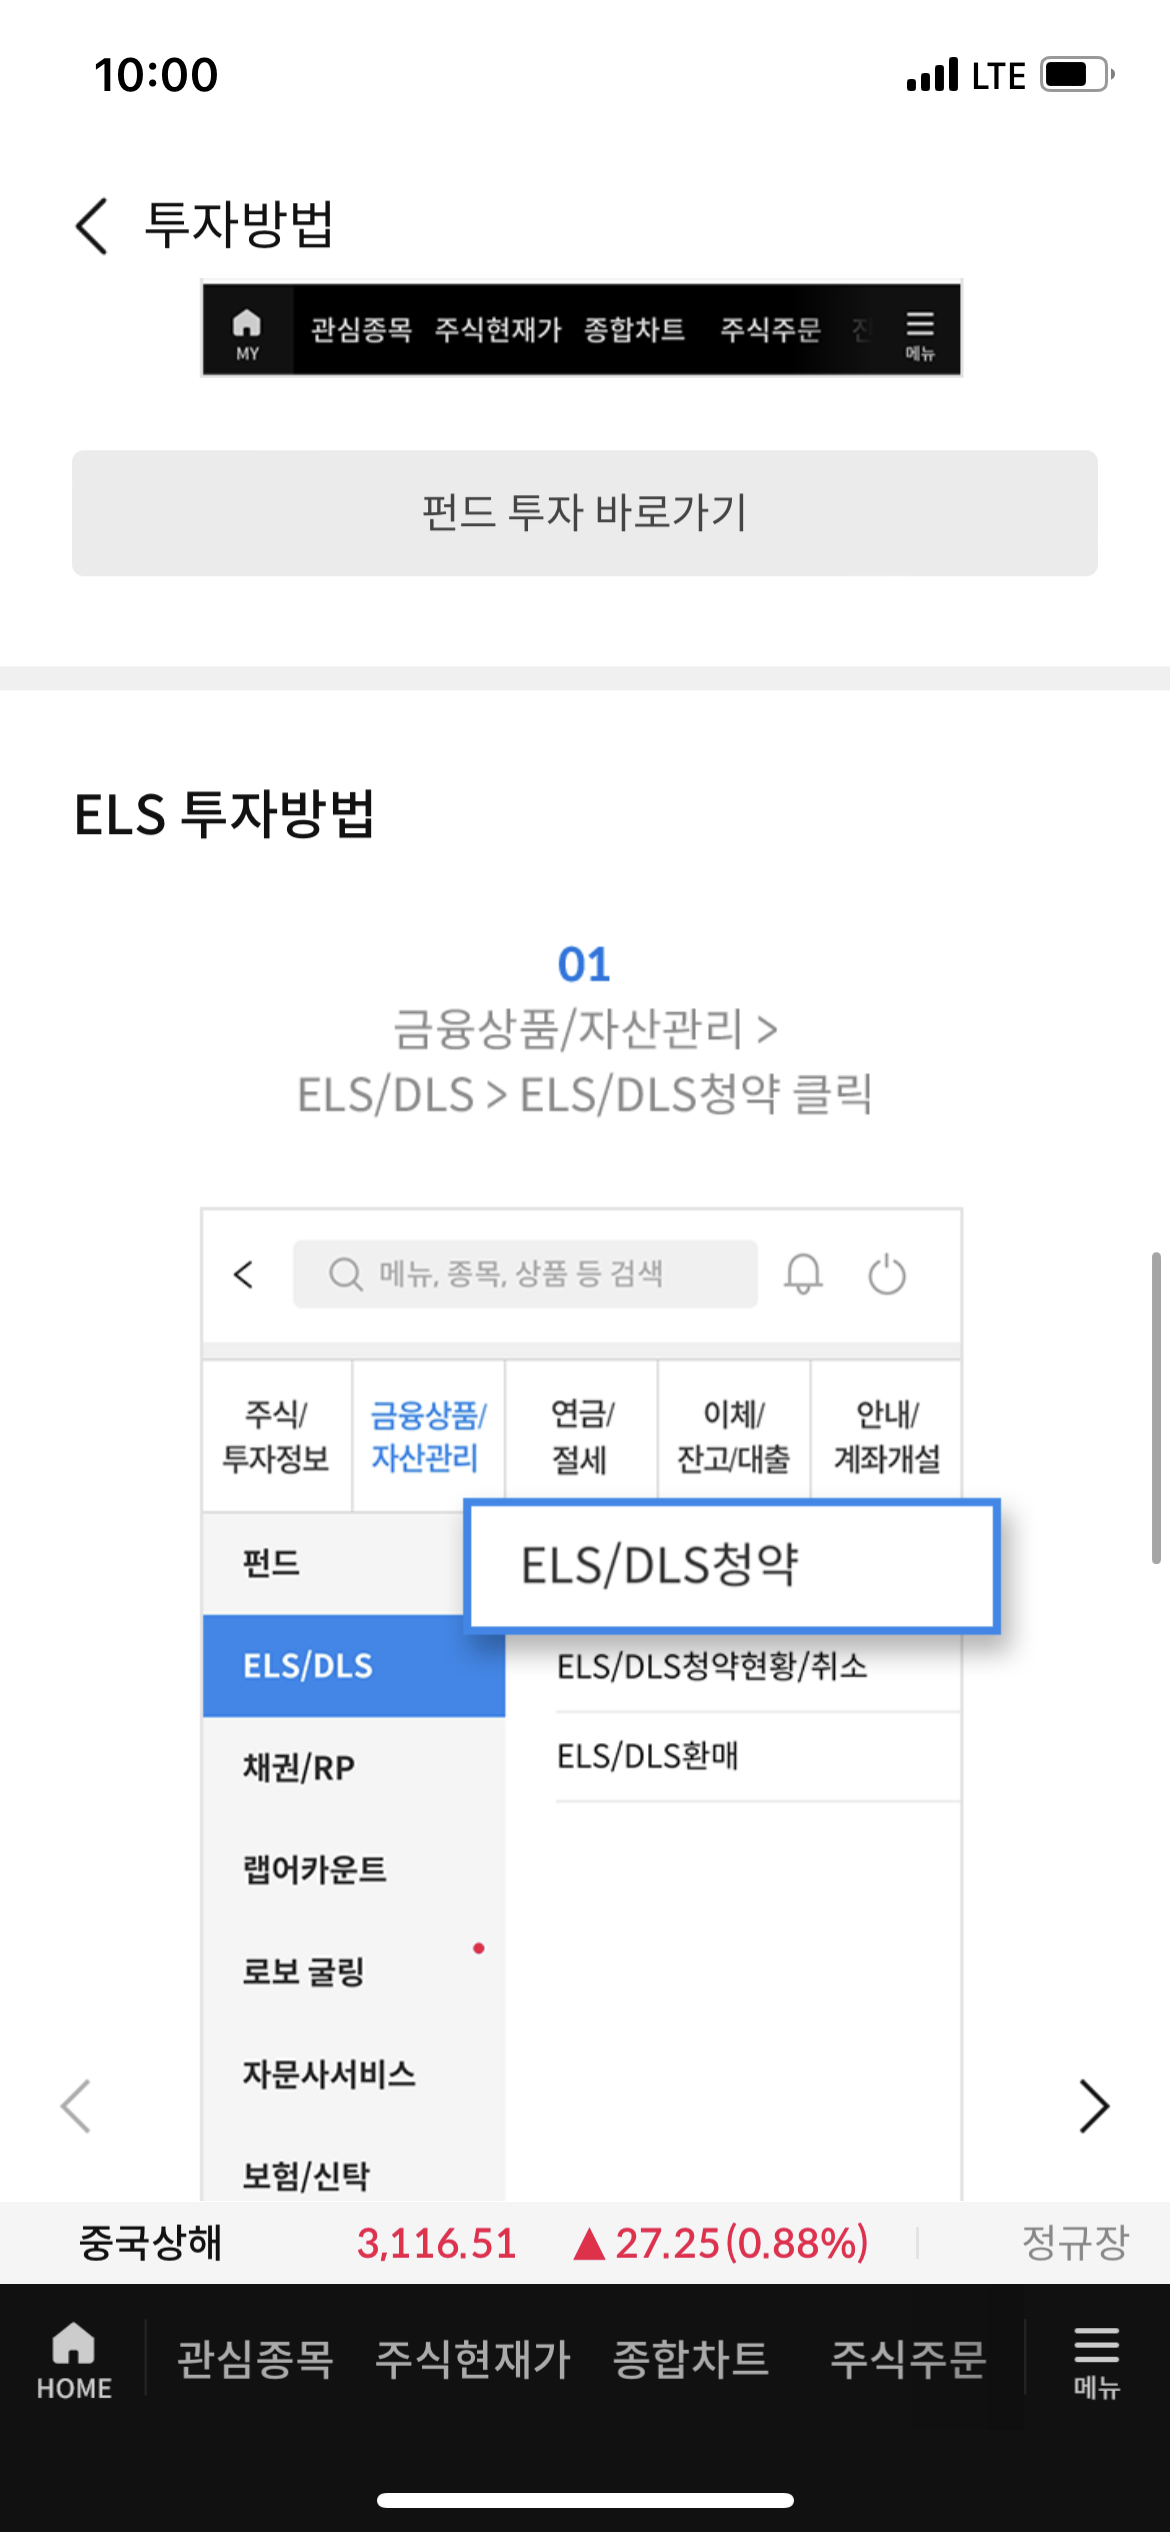 10:00 LTE
투자방법
관심종목 주식현재가 종합차트 주식주문
MY 메뉴
펀드 투자 바로가기
ELS 투자방법
01
금융상품/자산관리 >
ELS/DLS > ELS/DLS청약 클릭
메뉴, 종목, 상품 등 검색
주식/
투자정보
금융상품/
자산관리
연금/
절세
이체/
잔고/대출
안내/
계좌개설
펀드
ELS/DLS청약
ELS/DLS
ELS/DLS청약현황/취소
ELS/DLS환매
채권/RP
랩어카운트
로보 굴링
자문사서비스
보험/신탁
중국상해 3,116.51 ▲27.25(0.88%) 정규장
관심종목 주식현재가 종합차트 주식주문
HOME 메뉴